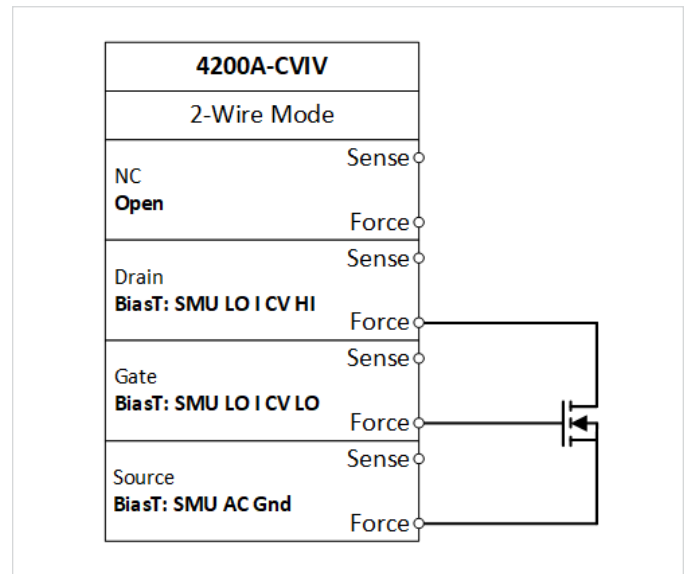 4200A-CVIV
2-Wire Mode
Sense
NC
Open
Force
Sense
Drain
BiasT: SMU LO I CV HI
Force
Sense
Gate
BiasT: SMU LO I CV LO
Force
Sense
Source
BiasT: SMU AC Gnd
Force